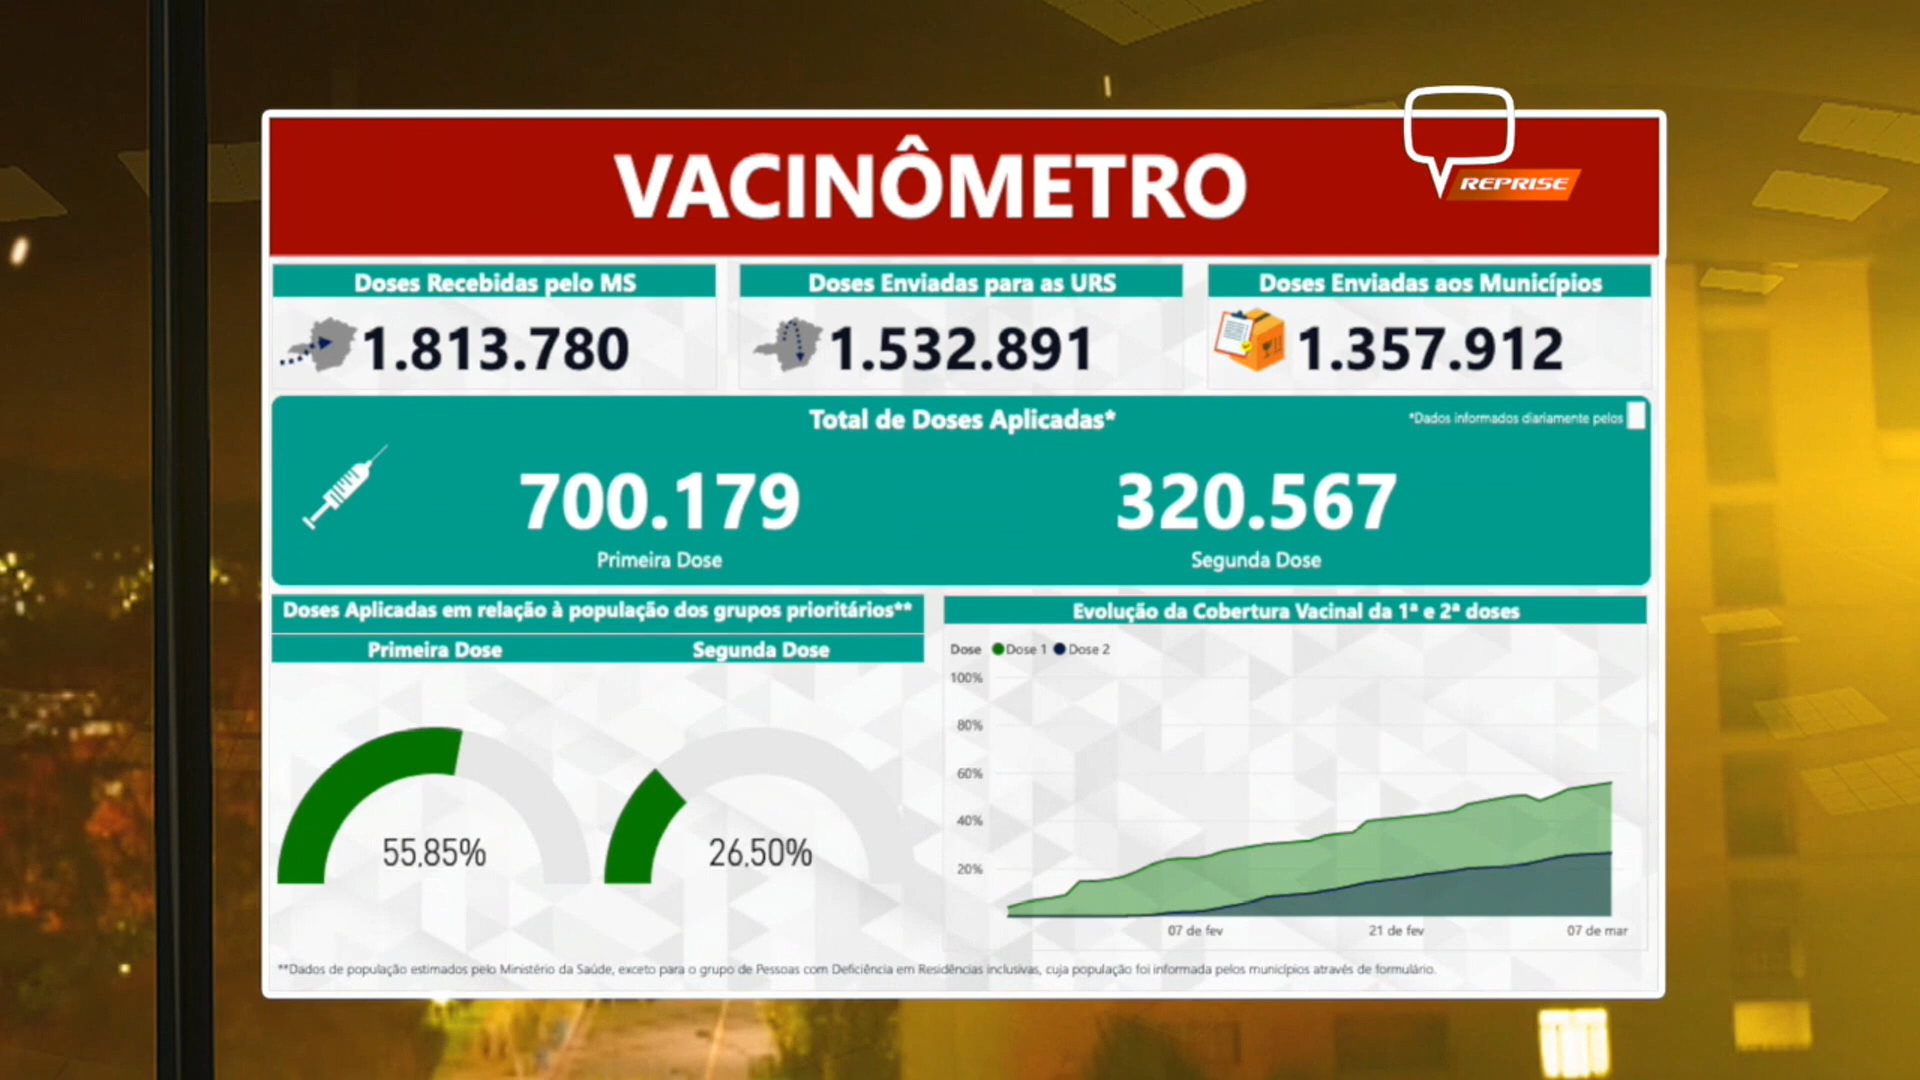 VACINÔMETRO
REPRISE
Doses Recebidas pelo MS
1.813.780
Doses Enviadas para as URS
1.532.891
Doses Enviadas aos Municípios
1.357.912
Total de Doses Aplicadas*
*Dados informados diariamente pelos
700.179
Primeira Dose
320.567
Segunda Dose
Doses Aplicadas em relação à população dos grupos prioritários**
Primeira Dose
Segunda Dose
55,85%
26,50%
Evolução da Cobertura Vacinal da 1ª e 2ª doses
Dose Dose 1 Dose 2
100%
80%
60%
40%
20%
07 de fev
21 de fev
07 de mar
**Dados de população estimados pelo Ministério da Saúde, exceto para o grupo de Pessoas com Deficiência em Residências inclusivas, cuja população foi informada pelos municípios através de formulário.